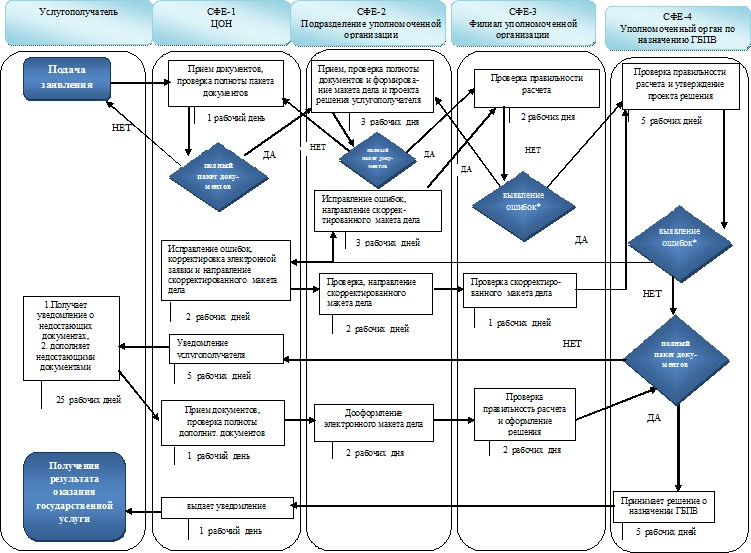 Услугополучатель
СФЕ-1
ЦОН
СФЕ-2
Подразделение уполномоченной
организации
СФЕ-3
Филиал уполномоченной
организации
СФЕ-4
Уполномоченный орган по
назначению ГБПВ
Подача
заявления
Прием документов,
проверка полноты пакета
документов
1 рабочий день
Прием, проверка полноты
документов и формирова-
ние макета дела и проекта
решения услугополучателя
3 рабочих дня
Проверка правильности
расчета
2 рабочих дня
Проверка правильности
расчета и утверждение
проекта решения
5 рабочих дней
НЕТ
ДА
НЕТ
ДА
ДА
НЕТ
ДА
полный
пакет доку-
ментов
полный
пакет доку-
ментов
выявление
ошибок*
выявление
ошибок*
Исправление ошибок,
направление скоррек-
тированного макета дела
3 рабочих дней
Исправление ошибок,
корректировка электронной
заявки и направление
скорректированного макета
дела
2 рабочих дней
Проверка, направление
скорректированного
макета дела
2 рабочих дней
Проверка скорректиро-
ванного макета дела
1 рабочих дней
НЕТ
1.Получает
уведомление о
недостающих
документах,
2. дополняет
недостающими
документами
25 рабочих дней
Уведомление
услугополучателя
5 рабочих дней
НЕТ
полный
пакет доку-
ментов
ДА
Прием документов,
проверка полноты
дополнит. документов
1 рабочий день
Дооформление
электронного макета дела
2 рабочих дня
Проверка
правильность расчета
и оформление
решения
2 рабочих дня
Получения
результата
оказания
государственной
услуги
выдает уведомление
1 рабочий день
Принимает решение о
назначении ГБПВ
5 рабочих дней